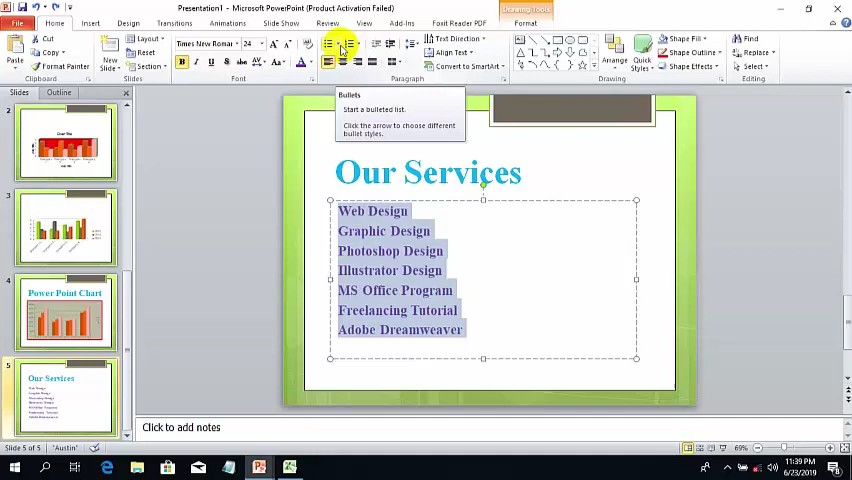 Presentation1 - Microsoft PowerPoint (Product Activation Failed)
Drawing Tools
File
Home
Insert
Design
Transitions
Animations
Slide Show
Review
View
Add-Ins
Foxit Reader PDF
Format
Paste
Cut
Copy
Format Painter
Clipboard
New Slide
Layout
Reset
Section
Slides
Times New Roman
24
Font
Text Direction
Align Text
Convert to SmartArt
Paragraph
Arrange
Quick Styles
Shape Fill
Shape Outline
Shape Effects
Drawing
Find
Replace
Select
Editing
Slides
Outline
Bullets
Start a bulleted list.
Click the arrow to choose different
bullet styles.
2
3
4
Power Point Chart
5
Our Services
Our Services
Web Design
Graphic Design
Photoshop Design
Illustrator Design
MS Office Program
Freelancing Tutorial
Adobe Dreamweaver
Click to add notes
Slide 5 of 5
"Austin"
69%
11:39 PM
6/23/2019